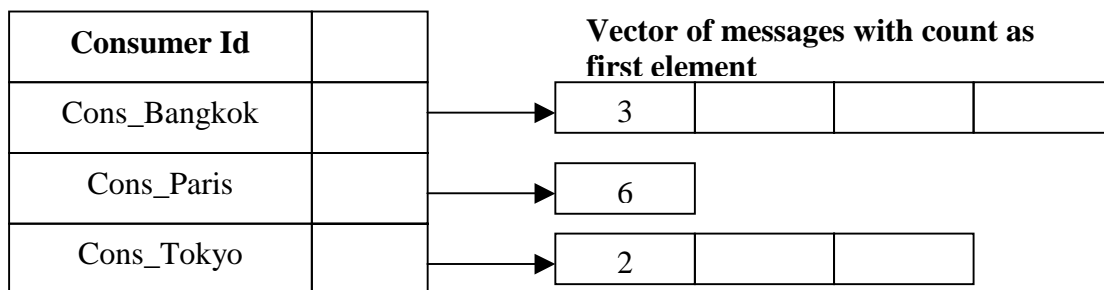 Consumer Id
Vector of messages with count as
first element
Cons_Bangkok
3
Cons_Paris
6
Cons_Tokyo
2